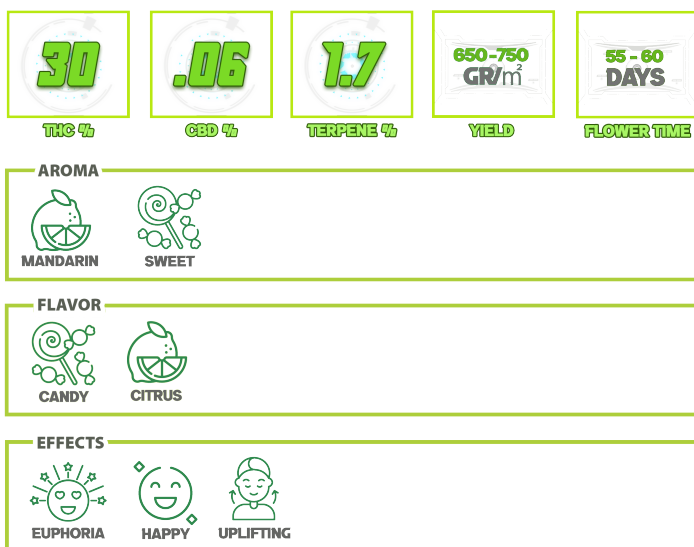 30
THC %
.06
CBD %
1.7
TERPENE %
650-750
GR/m²
YIELD
55 - 60
DAYS
FLOWER TIME
AROMA
MANDARIN
SWEET
FLAVOR
CANDY
CITRUS
EFFECTS
EUPHORIA
HAPPY
UPLIFTING